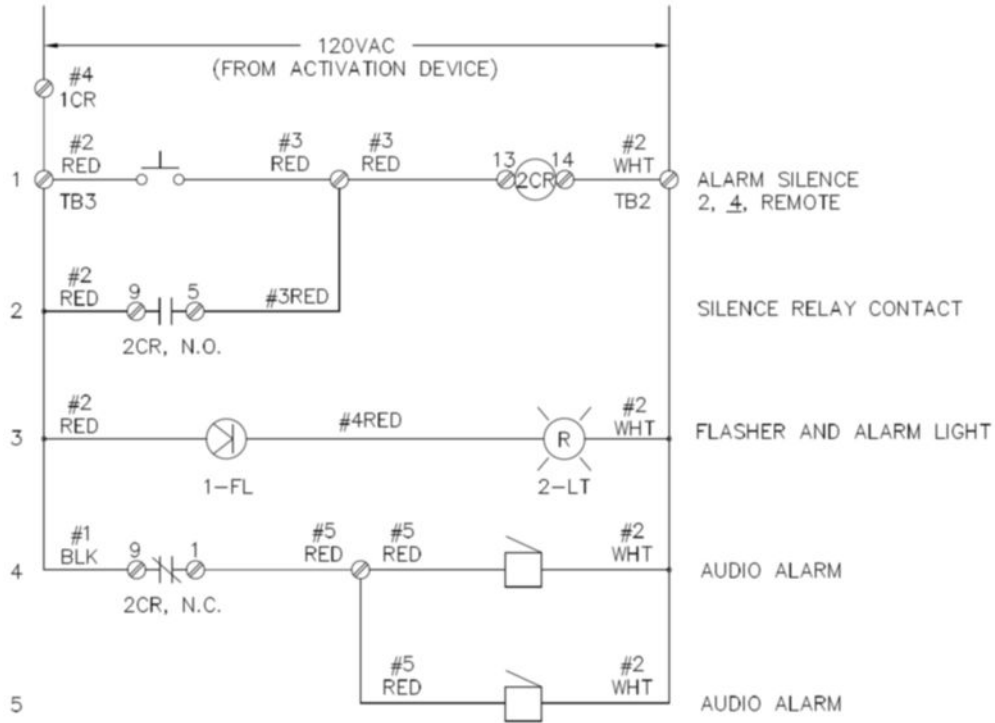 120VAC
(FROM ACTIVATION DEVICE)
#4
1CR
#2
RED
#3
RED
#3
RED
13
2CR
14
#2
WHT
1
TB3
TB2
ALARM SILENCE
2, 4, REMOTE
#2
RED
9
5
#3RED
2
SILENCE RELAY CONTACT
2CR, N.O.
#2
RED
#4RED
#2
WHT
3
R
FLASHER AND ALARM LIGHT
1-FL
2-LT
#1
BLK
9
1
#5
RED
#5
RED
#2
WHT
4
AUDIO ALARM
2CR, N.C.
#5
RED
#2
WHT
5
AUDIO ALARM